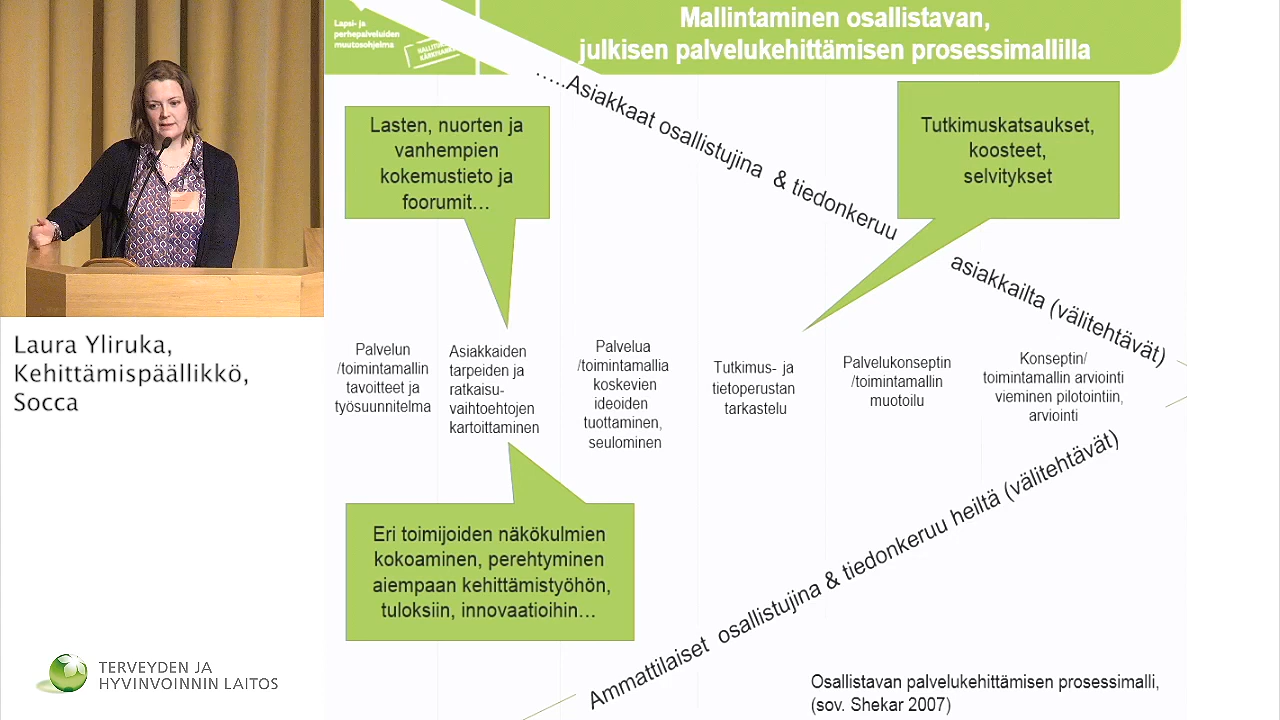 Lapsi- ja
perhepalveluiden
muutosohjelma
Mallintaminen osallistavan,
julkisen palvelukehittämisen prosessimallilla
.....Asiakkaat osallistujina & tiedonkeruu
asiakkailta (välitehtävät)
Lasten, nuorten ja
vanhempien
kokemustieto ja
foorumit…
Tutkimuskatsaukset,
koosteet,
selvitykset
Laura Yliruka,
Kehittämispäällikkö,
Socca
Palvelun
/toimintamallin
tavoitteet ja
työsuunnitelma
Asiakkaiden
tarpeiden ja
ratkaisu-
vaihtoehtojen
kartoittaminen
Palvelua
/toimintamallia
koskevien
ideoiden
tuottaminen,
seulominen
Tutkimus- ja
tietoperustan
tarkastelu
Palvelukonseptin
/toimintamallin
muotoilu
Konseptin/
toimintamallin arviointi
vieminen pilotointiin,
arviointi
Eri toimijoiden näkökulmien
kokoaminen, perehtyminen
aiempaan kehittämistyöhön,
tuloksiin, innovaatioihin…
Ammattilaiset osallistujina & tiedonkeruu heiltä (välitehtävät)
TERVEYDEN JA
HYVINVOINNIN LAITOS
Osallistavan palvelukehittämisen prosessimalli,
(sov. Shekar 2007)